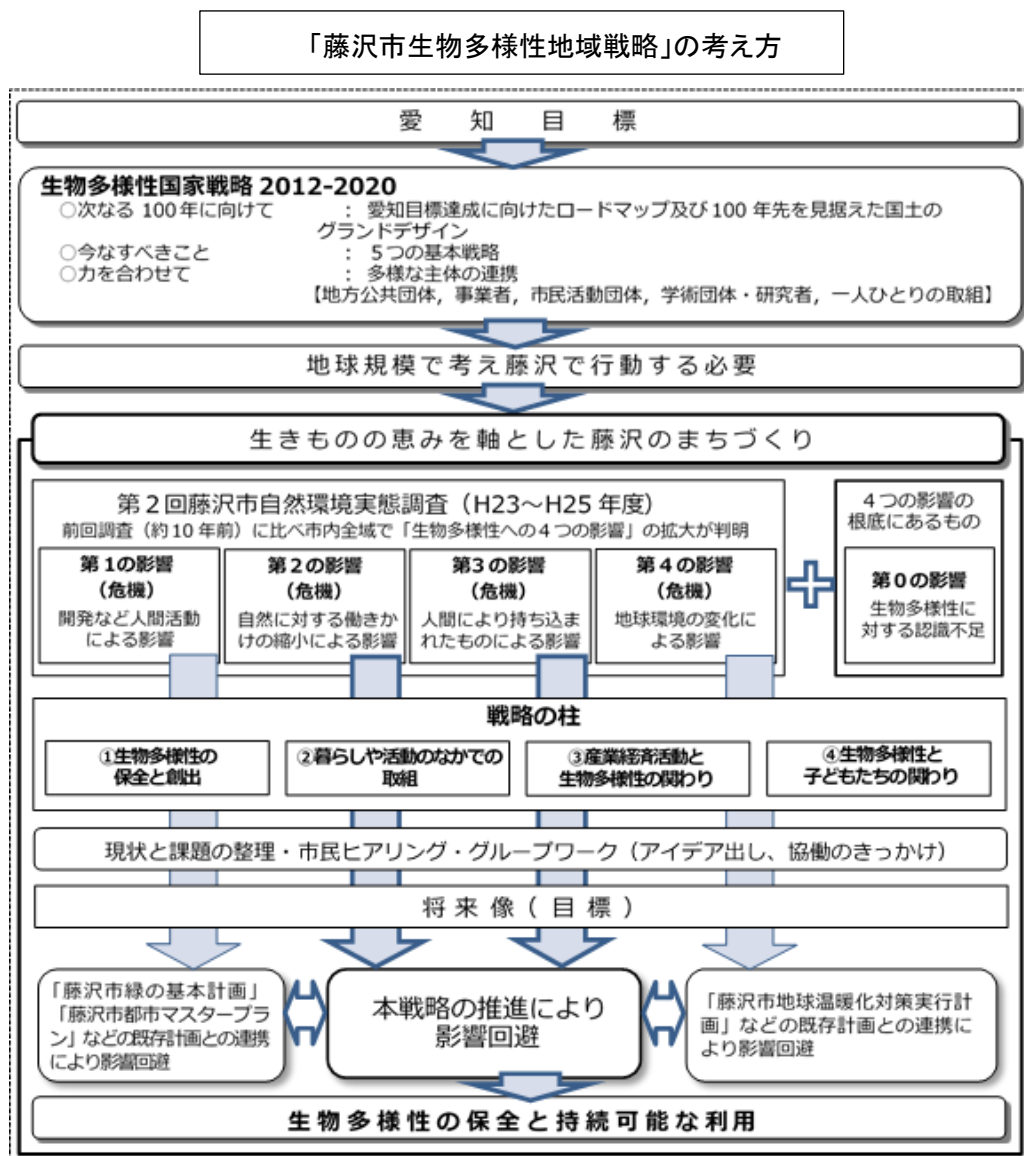 「藤沢市生物多様性地域戦略」の考え方
愛知目標
生物多様性国家戦略 2012-2020
○次なる 100年に向けて ： 愛知目標達成に向けたロードマップ及び 100 年先を見据えた国土の
グランドデザイン
○今なすべきこと ： ５つの基本戦略
○力を合わせて ： 多様な主体の連携
【地方公共団体，事業者，市民活動団体，学術団体・研究者，一人ひとりの取組】
地球規模で考え藤沢で行動する必要
生きものの恵みを軸とした藤沢のまちづくり
第２回藤沢市自然環境実態調査（H23～H25 年度）
前回調査（約10 年前）に比べ市内全域で「生物多様性への４つの影響」の拡大が判明
第１の影響
（危機）
開発など人間活動
による影響
第２の影響
（危機）
自然に対する働きか
けの縮小による影響
第３の影響
（危機）
人間により持ち込ま
れたものによる影響
第４の影響
（危機）
地球環境の変化に
よる影響
４つの影響の
根底にあるもの
第０の影響
生物多様性に
対する認識不足
戦略の柱
①生物多様性の
保全と創出
②暮らしや活動のなかでの
取組
③産業経済活動と
生物多様性の関わり
④生物多様性と
子どもたちの関わり
現状と課題の整理・市民ヒアリング・グループワーク（アイデア出し、協働のきっかけ）
将来像（目標）
「藤沢市緑の基本計画」
「藤沢市都市マスタープラ
ン」などの既存計画との連携
により影響回避
本戦略の推進により
影響回避
「藤沢市地球温暖化対策実行計
画」などの既存計画との連携に
より影響回避
生物多様性の保全と持続可能な利用